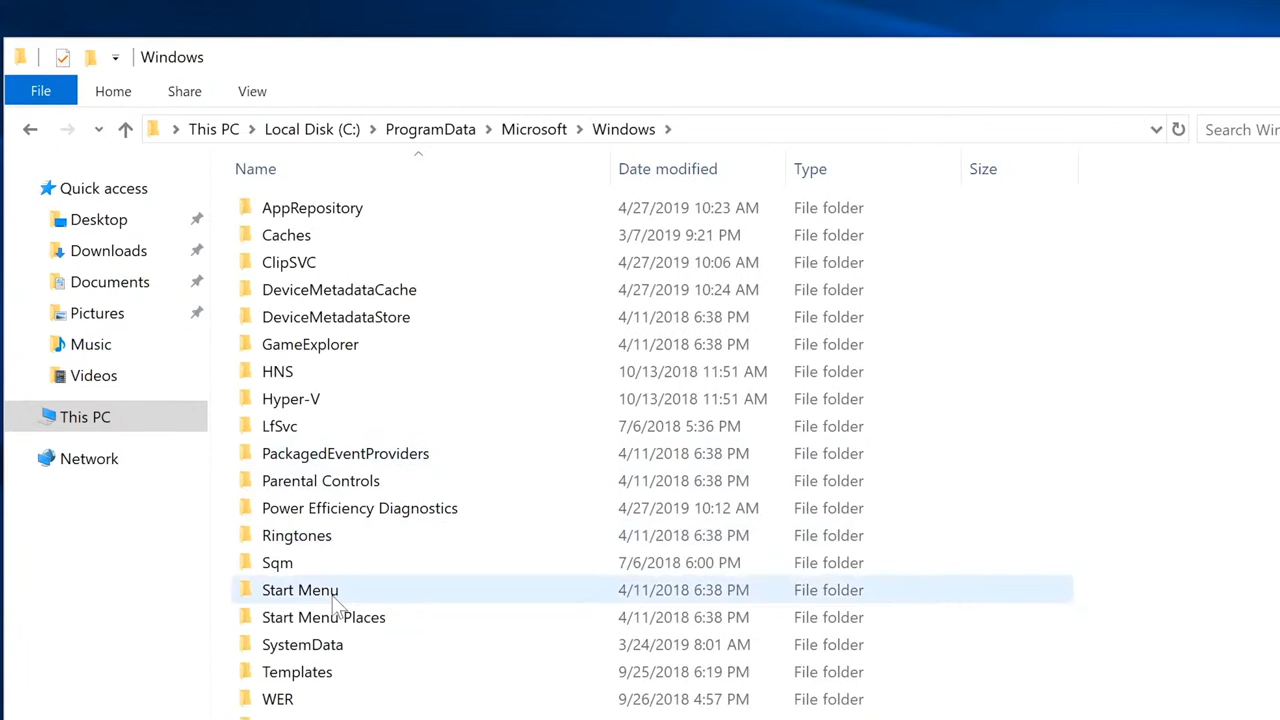 Windows
File Home Share View
This PC Local Disk (C:) ProgramData Microsoft Windows Search Win
Name Date modified Type Size
Quick access
Desktop
Downloads
Documents
Pictures
Music
Videos
This PC
Network
AppRepository 4/27/2019 10:23 AM File folder
Caches 3/7/2019 9:21 PM File folder
ClipSVC 4/27/2019 10:06 AM File folder
DeviceMetadataCache 4/27/2019 10:24 AM File folder
DeviceMetadataStore 4/11/2018 6:38 PM File folder
GameExplorer 4/11/2018 6:38 PM File folder
HNS 10/13/2018 11:51 AM File folder
Hyper-V 10/13/2018 11:51 AM File folder
LfSvc 7/6/2018 5:36 PM File folder
PackagedEventProviders 4/11/2018 6:38 PM File folder
Parental Controls 4/11/2018 6:38 PM File folder
Power Efficiency Diagnostics 4/27/2019 10:12 AM File folder
Ringtones 4/11/2018 6:38 PM File folder
Sqm 7/6/2018 6:00 PM File folder
Start Menu 4/11/2018 6:38 PM File folder
Start Menu Places 4/11/2018 6:38 PM File folder
SystemData 3/24/2019 8:01 AM File folder
Templates 9/25/2018 6:19 PM File folder
WER 9/26/2018 4:57 PM File folder